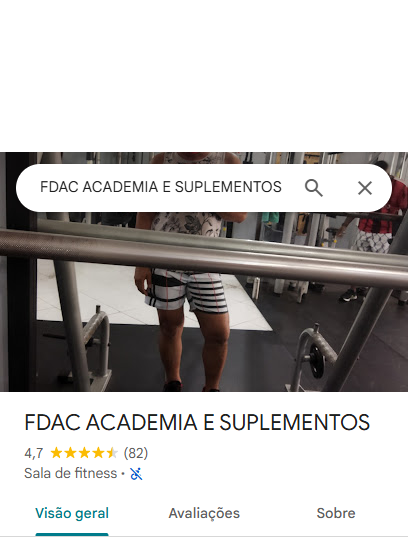 FDAC ACADEMIA E SUPLEMENTOS
FDAC ACADEMIA E SUPLEMENTOS
4,7 (82)
Sala de fitness ·
Visão geral Avaliações Sobre